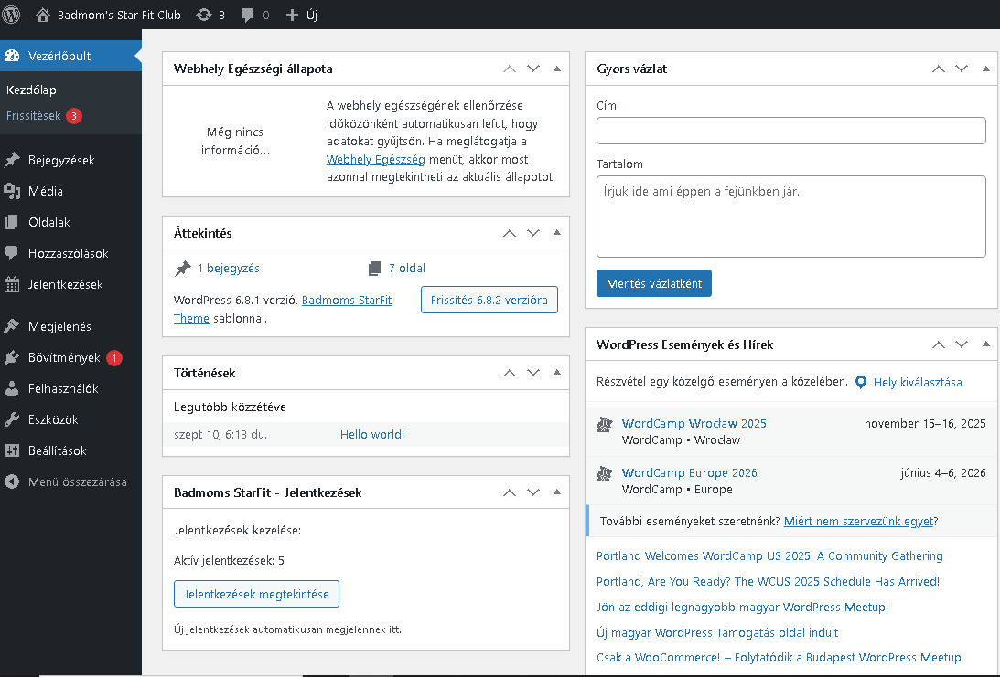 Badmom's Star Fit Club
3
0
Új
Vezérlőpult
Kezdőlap
Frissítések 3
Bejegyzések
Média
Oldalak
Hozzászólások
Jelentkezések
Megjelenés
Bővítmények 1
Felhasználók
Eszközök
Beállítások
Menü összezárása
Webhely Egészségi állapota
Még nincs
információ...
A webhely egészségének ellenőrzése
időközönként automatikusan lefut, hogy
adatokat gyűjtsön. Ha meglátogatja a
Webhely Egészség menüt, akkor most
azonnal megtekintheti az aktuális állapotot.
Áttekintés
1 bejegyzés
7 oldal
WordPress 6.8.1 verzió, Badmoms StarFit
Theme sablonnal.
Frissítés 6.8.2 verzióra
Történések
Legutóbb közzétéve
szept 10, 6:13 du.
Hello world!
Badmoms StarFit - Jelentkezések
Jelentkezések kezelése:
Aktív jelentkezések: 5
Jelentkezések megtekintése
Új jelentkezések automatikusan megjelennek itt.
Gyors vázlat
Cím
Tartalom
Írjuk ide ami éppen a fejünkben jár.
Mentés vázlatként
WordPress Események és Hírek
Részvétel egy közelgő eseményen a közelében.
Hely kiválasztása
WordCamp Wrocław 2025
november 15–16, 2025
WordCamp • Wrocław
WordCamp Europe 2026
június 4–6, 2026
WordCamp • Europe
További eseményeket szeretnénk? Miért nem szervezünk egyet?
Portland Welcomes WordCamp US 2025: A Community Gathering
Portland, Are You Ready? The WCUS 2025 Schedule Has Arrived!
Jön az eddigi legnagyobb magyar WordPress Meetup!
Új magyar WordPress Támogatás oldal indult
Csak a WooCommerce! – Folytatódik a Budapest WordPress Meetup